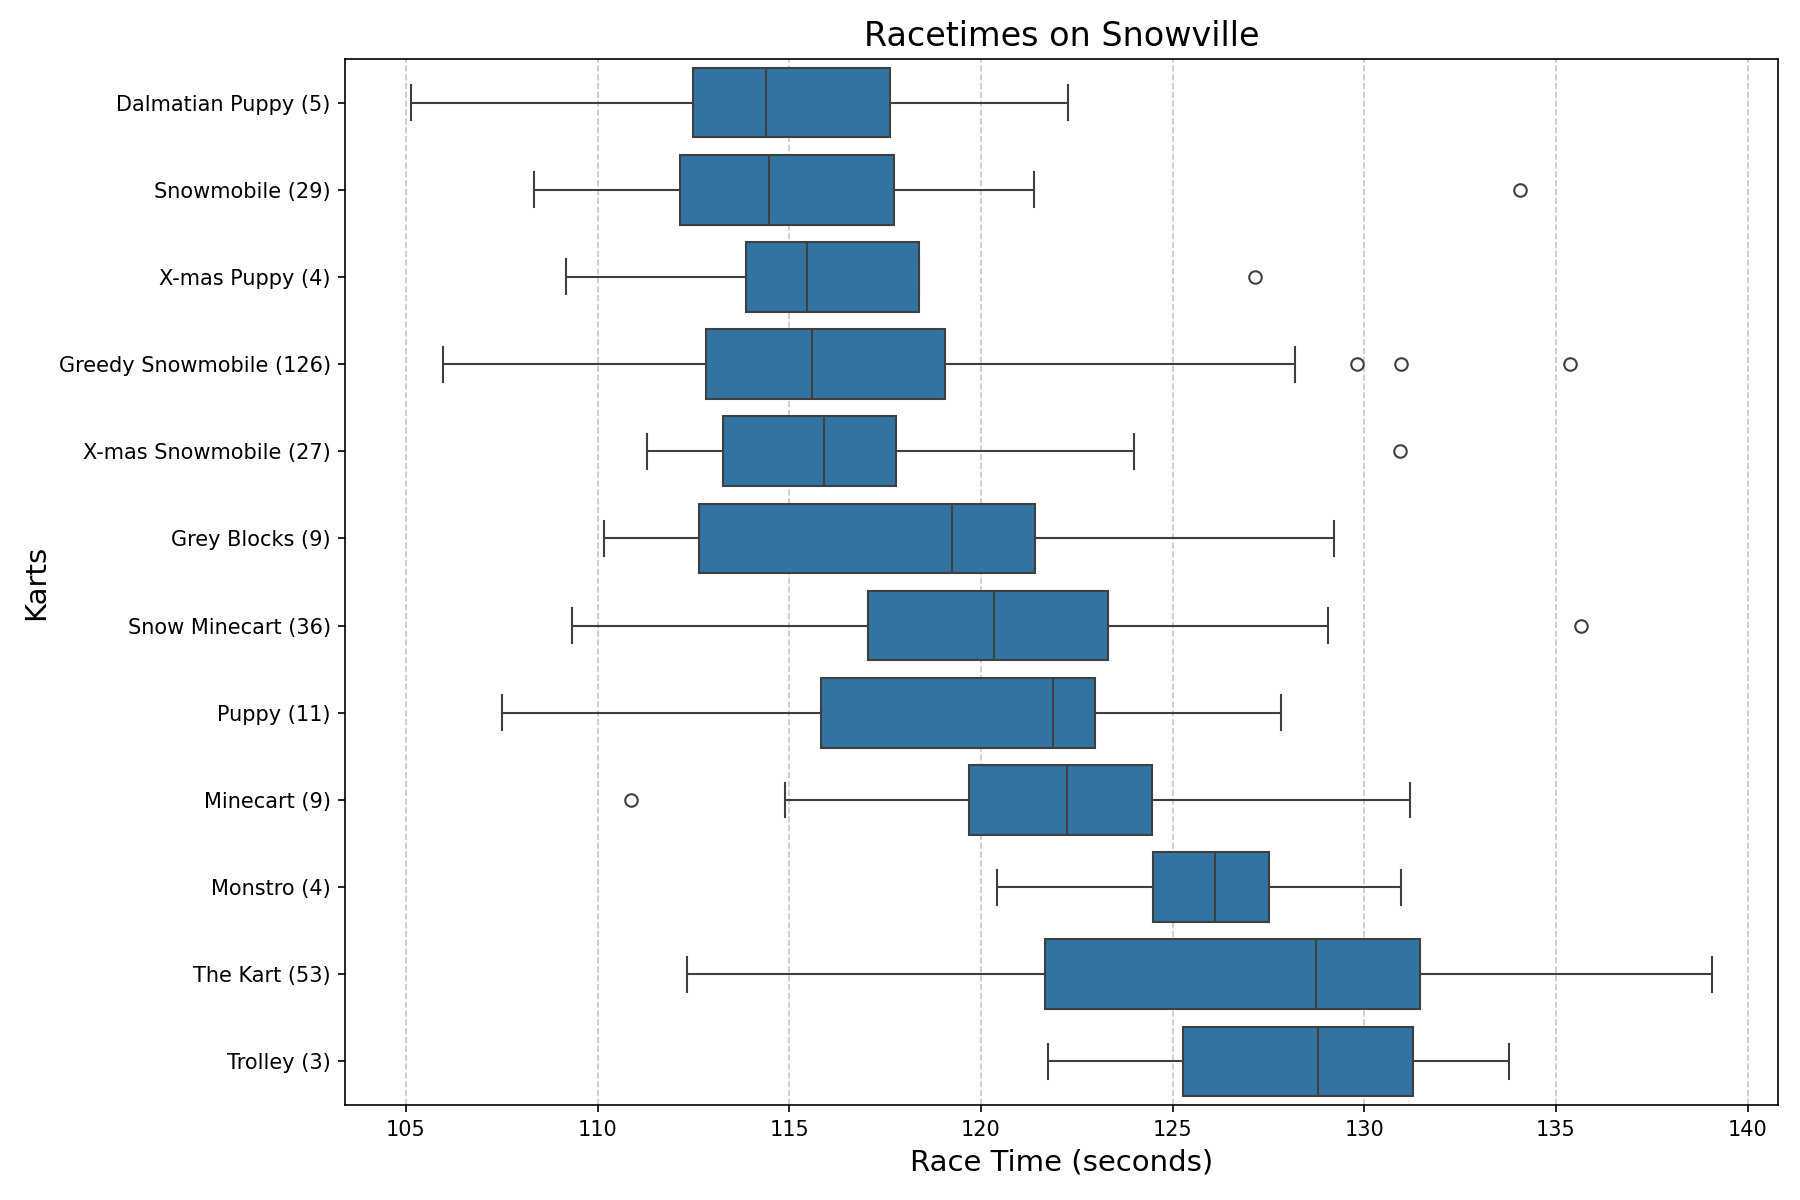 Racetimes on Snowville
Dalmatian Puppy (5)
Snowmobile (29)
X-mas Puppy (4)
Greedy Snowmobile (126)
X-mas Snowmobile (27)
Grey Blocks (9)
Snow Minecart (36)
Puppy (11)
Minecart (9)
Monstro (4)
The Kart (53)
Trolley (3)
Karts
105 110 115 120 125 130 135 140
Race Time (seconds)